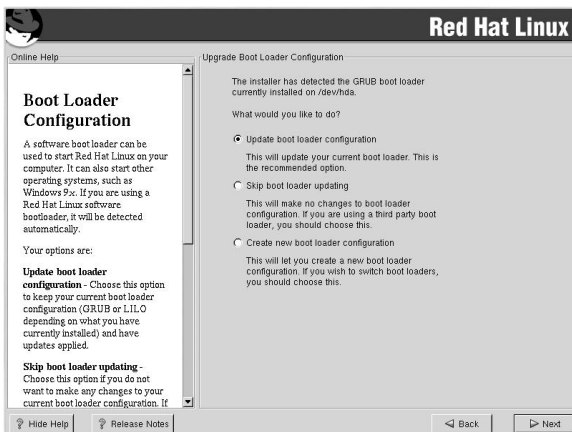 Red Hat Linux
Online Help
Boot Loader
Configuration
A software boot loader can be
used to start Red Hat Linux on your
computer. It can also start other
operating systems, such as
Windows 9x. If you are using a
Red Hat Linux software
bootloader, it will be detected
automatically.
Your options are:
Update boot loader
configuration - Choose this option
to keep your current boot loader
configuration (GRUB or LILO
depending on what you have
currently installed) and have
updates applied.
Skip boot loader updating -
Choose this option if you do not
want to make any changes to your
current boot loader configuration. If
Upgrade Boot Loader Configuration
The installer has detected the GRUB boot loader
currently installed on /dev/hda.
What would you like to do?
Update boot loader configuration
This will update your current boot loader. This is
the recommended option.
Skip boot loader updating
This will make no changes to boot loader
configuration. If you are using a third party boot
loader, you should choose this.
Create new boot loader configuration
This will let you create a new boot loader
configuration. If you wish to switch boot loaders,
you should choose this.
Hide Help
Release Notes
Back
Next